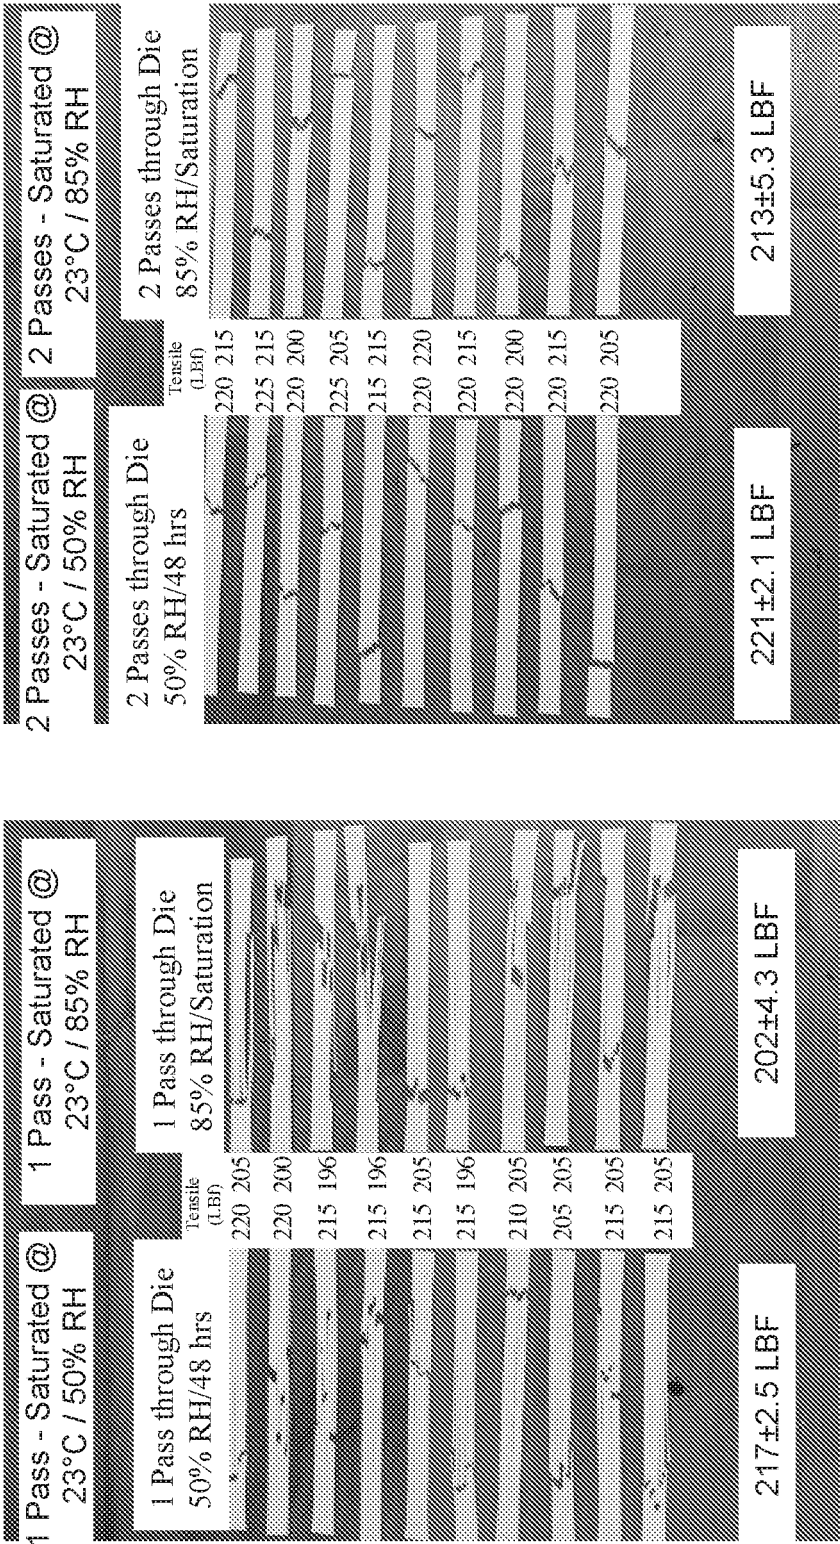 1 Pass - Saturated @
23°C / 50% RH
1 Pass - Saturated @
23°C / 85% RH
1 Pass through Die
50% RH/48 hrs
1 Pass through Die
85% RH/Saturation
Tensile
(LBf)
220 205
220 200
215 196
215 196
215 205
215 196
210 205
205 205
215 205
215 205
217±2.5 LBF
202±4.3 LBF
2 Passes - Saturated @
23°C / 50% RH
2 Passes - Saturated @
23°C / 85% RH
2 Passes through Die
50% RH/48 hrs
2 Passes through Die
85% RH/Saturation
Tensile
(LBf)
220 215
225 215
220 200
225 205
215 215
220 220
220 215
220 200
220 215
220 205
221±2.1 LBF
213±5.3 LBF